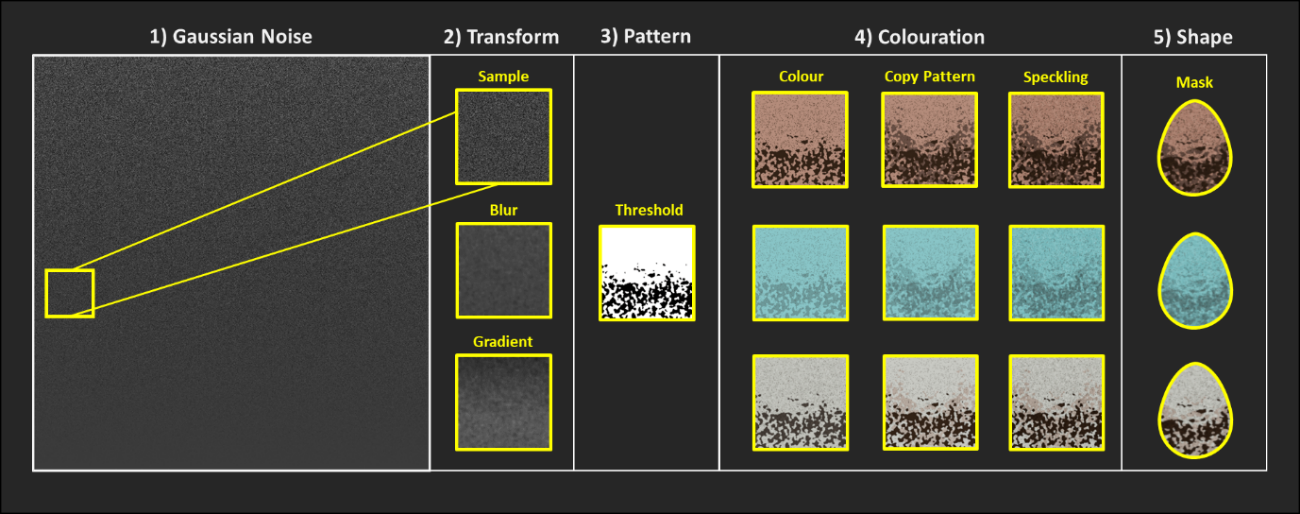 1) Gaussian Noise
2) Transform
3) Pattern
4) Colouration
5) Shape
Sample
Blur
Gradient
Threshold
Colour
Copy Pattern
Speckling
Mask